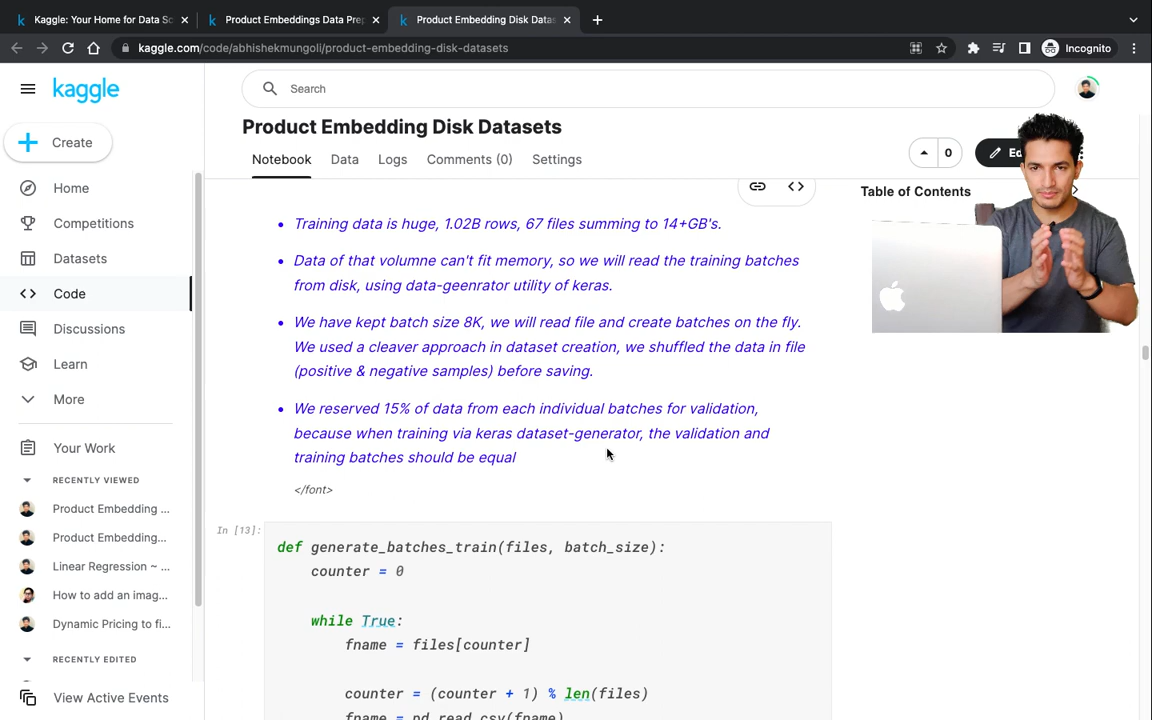 Kaggle: Your Home for Data Sc
Product Embeddings Data Prep
Product Embedding Disk Datas
kaggle.com/code/abhishekmungoli/product-embedding-disk-datasets
Incognito
kaggle
Search
Create
Product Embedding Disk Datasets
Notebook Data Logs Comments (0) Settings
0
Home
Competitions
Datasets
Code
Discussions
Learn
More
Your Work
RECENTLY VIEWED
Product Embedding ...
Product Embedding...
Linear Regression ~ ...
How to add an imag...
Dynamic Pricing to fi...
RECENTLY EDITED
View Active Events
Table of Contents
• Training data is huge, 1.02B rows, 67 files summing to 14+GB's.
• Data of that volumne can't fit memory, so we will read the training batches
from disk, using data-geenrator utility of keras.
• We have kept batch size 8K, we will read file and create batches on the fly.
We used a cleaver approach in dataset creation, we shuffled the data in file
(positive & negative samples) before saving.
• We reserved 15% of data from each individual batches for validation,
because when training via keras dataset-generator, the validation and
training batches should be equal
</font>
In [13]:
def generate_batches_train(files, batch_size):
counter = 0
while True:
fname = files[counter]
counter = (counter + 1) % len(files)
fname = pd.read_csv(fname)